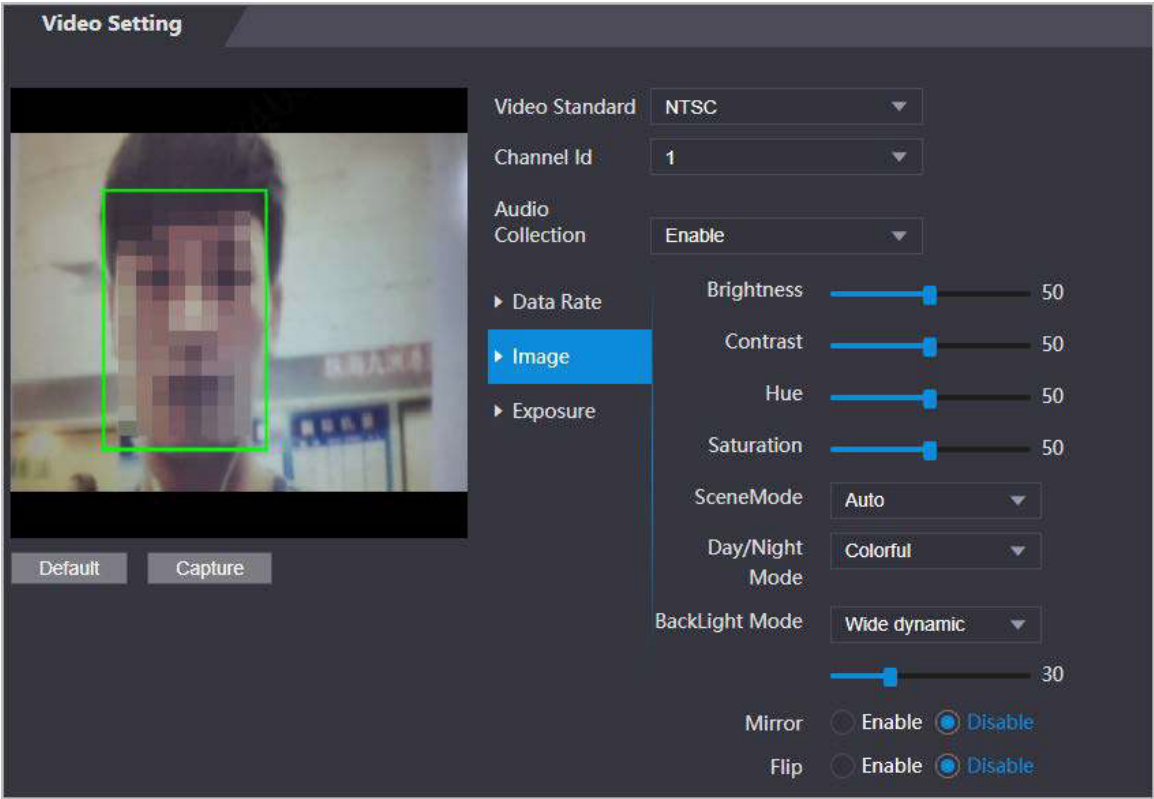 Video Setting
Video Standard NTSC
Channel Id 1
Audio
Collection Enable
Data Rate
Image
Exposure
Brightness 50
Contrast 50
Hue 50
Saturation 50
SceneMode Auto
Day/Night
Mode Colorful
BackLight Mode Wide dynamic
30
Mirror Enable Disable
Flip Enable Disable
Default Capture